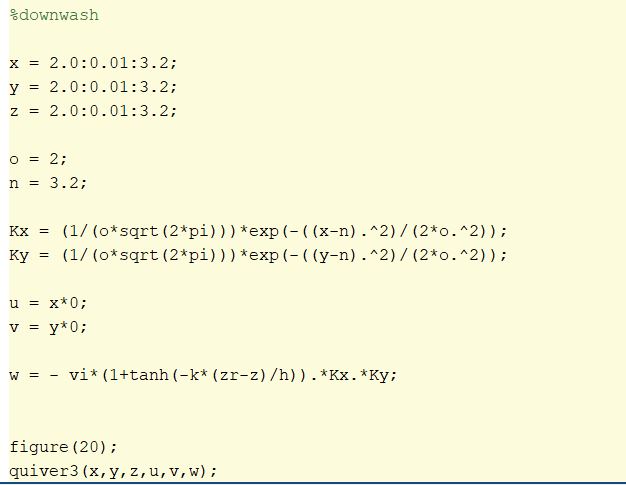 %downwash
x = 2.0:0.01:3.2;
y = 2.0:0.01:3.2;
z = 2.0:0.01:3.2;
o = 2;
n = 3.2;
Kx = (1/(o*sqrt(2*pi)))*exp(-((x-n).^2)/(2*o.^2));
Ky = (1/(o*sqrt(2*pi)))*exp(-((y-n).^2)/(2*o.^2));
u = x*0;
v = y*0;
w = - vi*(1+tanh(-k*(zr-z)/h)).*Kx.*Ky;
figure(20);
quiver3(x,y,z,u,v,w);